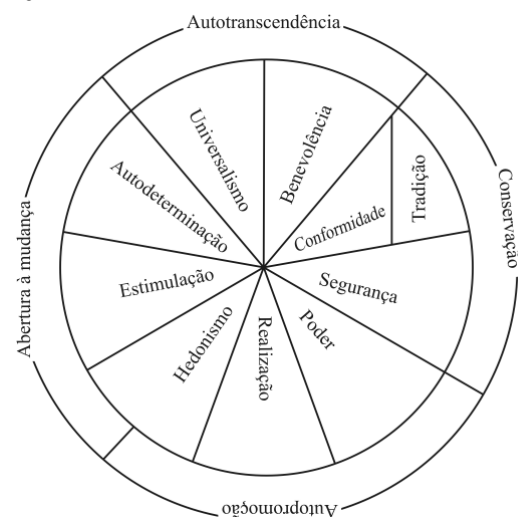 Autotranscendência
Universalismo
Benevolência
Autodeterminação
Conformidade
Tradição
Conservação
Abertura à mudança
Estimulação
Segurança
Hedonismo
Realização
Poder
Autopromoção